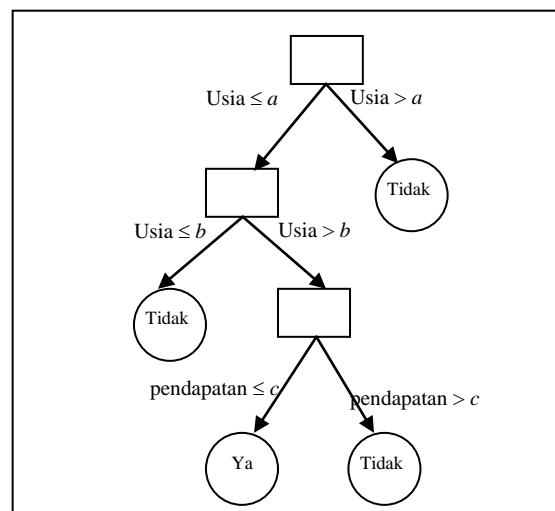 Usia ≤ a
Usia > a
Tidak
Usia ≤ b
Usia > b
Tidak
pendapatan ≤ c
pendapatan > c
Ya
Tidak